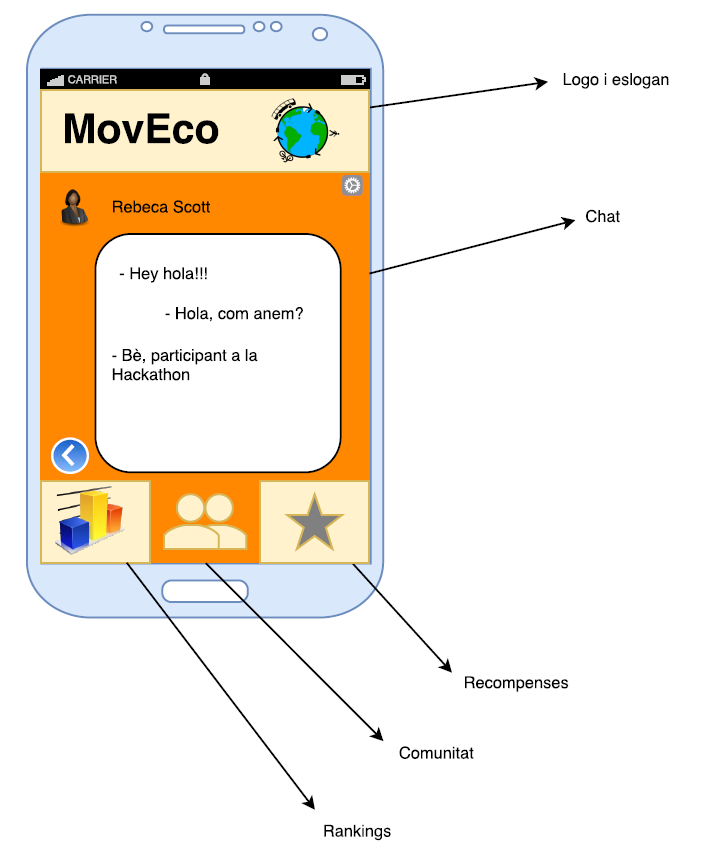 CARRIER
Logo i eslogan
MovEco
Rebeca Scott
Chat
- Hey hola!!!
- Hola, com anem?
- Bè, participant a la
Hackathon
Recompenses
Comunitat
Rankings